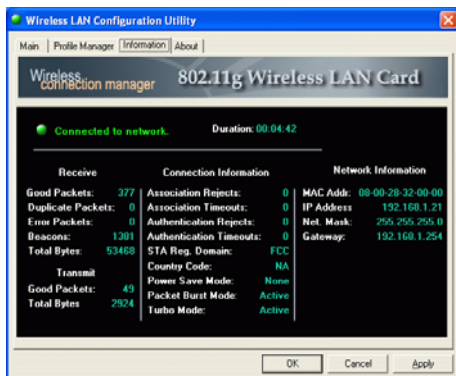 Wireless LAN Configuration Utility
Main Profile Manager Information About
Wireless
connection manager
802.11g Wireless LAN Card
Connected to network. Duration: 00:04:42
Receive
Good Packets: 377
Duplicate Packets: 0
Error Packets: 0
Beacons: 1301
Total Bytes: 53468
Transmit
Good Packets: 49
Total Bytes 2924
Connection Information
Association Rejects: 0
Association Timeouts: 0
Authentication Rejects: 0
Authentication Timeouts: 0
STA Reg. Domain: FCC
Country Code: NA
Power Save Mode: None
Packet Burst Mode: Active
Turbo Mode: Active
Network Information
MAC Addr: 08-00-28-32-00-00
IP Address 192.168.1.21
Net. Mask: 255.255.255.0
Gateway: 192.168.1.254
OK Cancel Apply